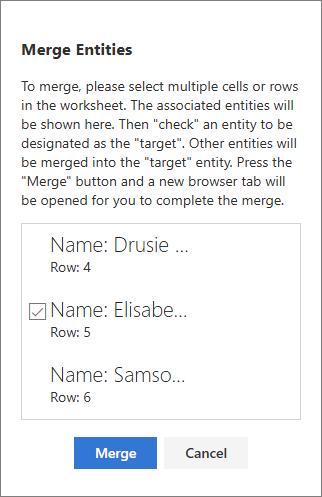 Merge Entities
To merge, please select multiple cells or rows
in the worksheet. The associated entities will
be shown here. Then "check" an entity to be
designated as the "target". Other entities will
be merged into the "target" entity. Press the
"Merge" button and a new browser tab will
be opened for you to complete the merge.
Name: Drusie ...
Row: 4
Name: Elisabe...
Row: 5
Name: Samso...
Row: 6
Merge Cancel